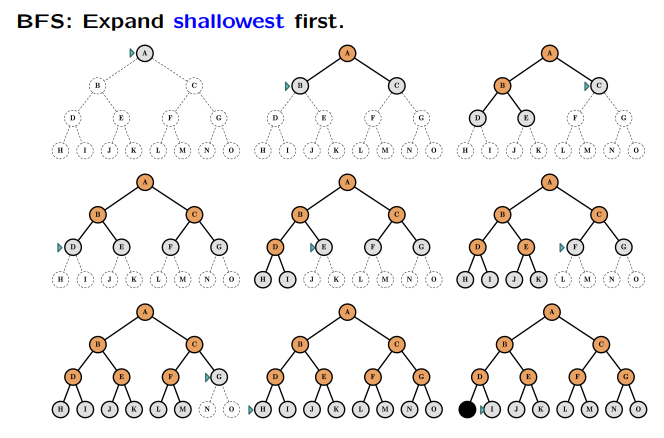 BFS: Expand shallowest first.
A A A
B C B C B C
D E F G D E F G D E F G
H I J K L M N O H I J K L M N O H I J K L M N O
A A A
B C B C B C
D E F G D E F G D E F G
H I J K L M N O H I J K L M N O H I J K L M N O
A A A
B C B C B C
D E F G D E F G D E F G
H I J K L M N O H I J K L M N O I J K L M N O